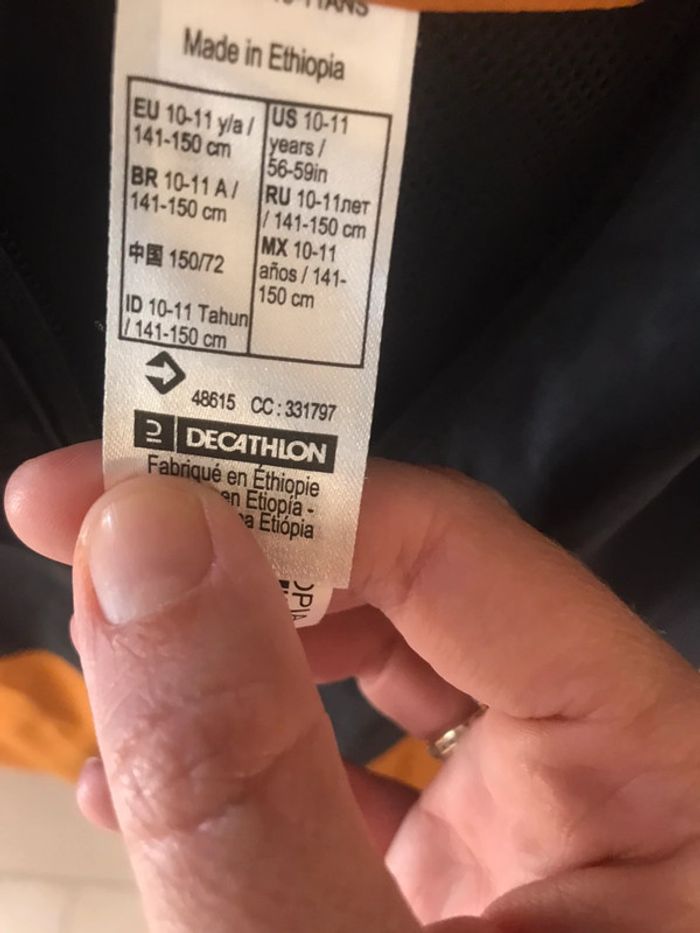 Made in Ethiopia
EU 10-11 y/a /
141-150 cm
BR 10-11 A /
141-150 cm
中国 150/72
ID 10-11 Tahun
/ 141-150 cm
US 10-11
years /
56-59in
RU 10-11лет
/ 141-150 cm
MX 10-11
años / 141-
150 cm
48615 CC : 331797
DECATHLON
Fabriqué en Éthiopie
en Etiopía -
Etiópia